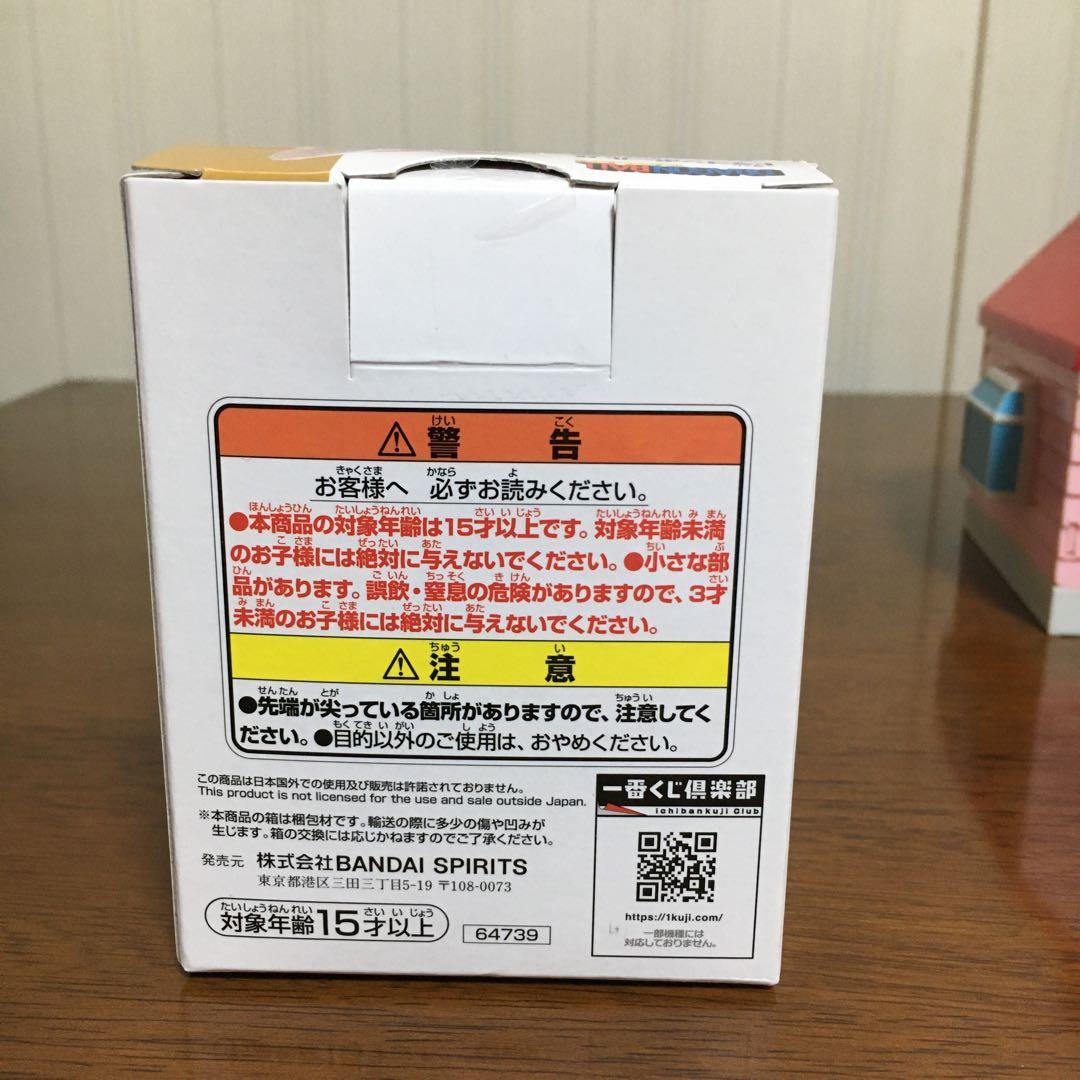 DRAGON BALL
警告
お客様へ 必ずお読みください。
●本商品の対象年齢は15才以上です。対象年齢未満
のお子様には絶対に与えないでください。●小さな部
品があります。誤飲・窒息の危険がありますので、3才
未満のお子様には絶対に与えないでください。
注意
●先端が尖っている箇所がありますので、注意してく
ださい。●目的以外のご使用は、おやめください。
この商品は日本国外での使用及び販売は許諾されておりません。
This product is not licensed for the use and sale outside Japan.
※本商品の箱は梱包材です。輸送の際に多少の傷や凹みが
生じます。箱の交換には応じかねますのでご了承ください。
発売元 株式会社BANDAI SPIRITS
東京都港区三田三丁目5-19 〒108-0073
対象年齢15才以上
64739
一番くじ倶楽部
ichibankuji Club
https://1kuji.com/
一部機種には
対応しておりません。